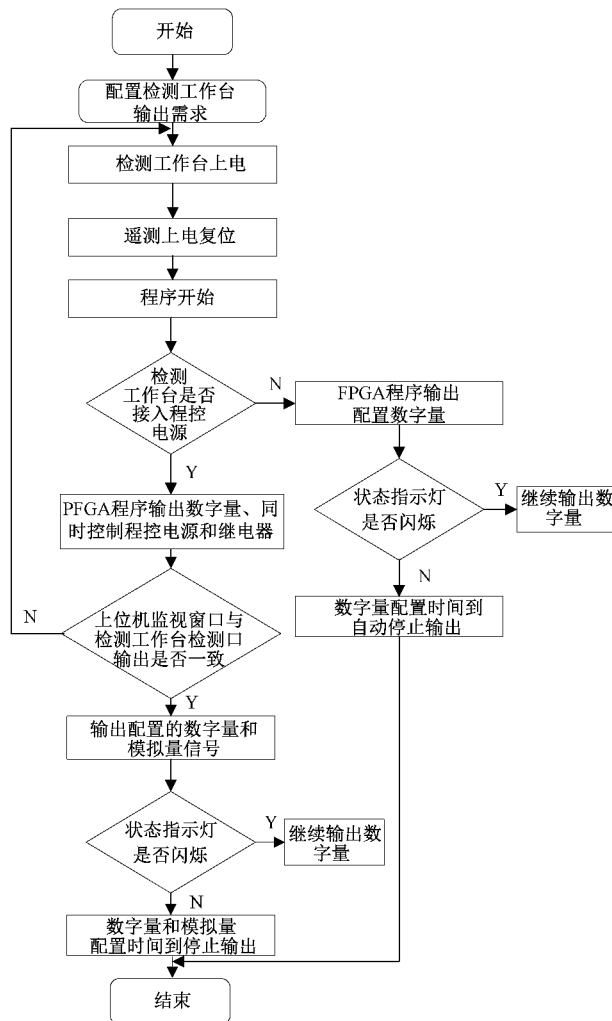 开始
配置检测工作台
输出需求
检测工作台上电
遥测上电复位
程序开始
检测
工作台是否
接入程控
电源
N
Y
FPGA程序输出
配置数字量
状态指示灯
是否闪烁
Y
继续输出数
字量
N
数字量配置时间到
自动停止输出
PFGA程序输出数字量、同
时控制程控电源和继电器
上位机监视窗口与
检测工作台检测口
输出是否一致
N
Y
输出配置的数字量和
模拟量信号
状态指示灯
是否闪烁
Y
继续输出数
字量
N
数字量和模拟量
配置时间到停止输出
结束